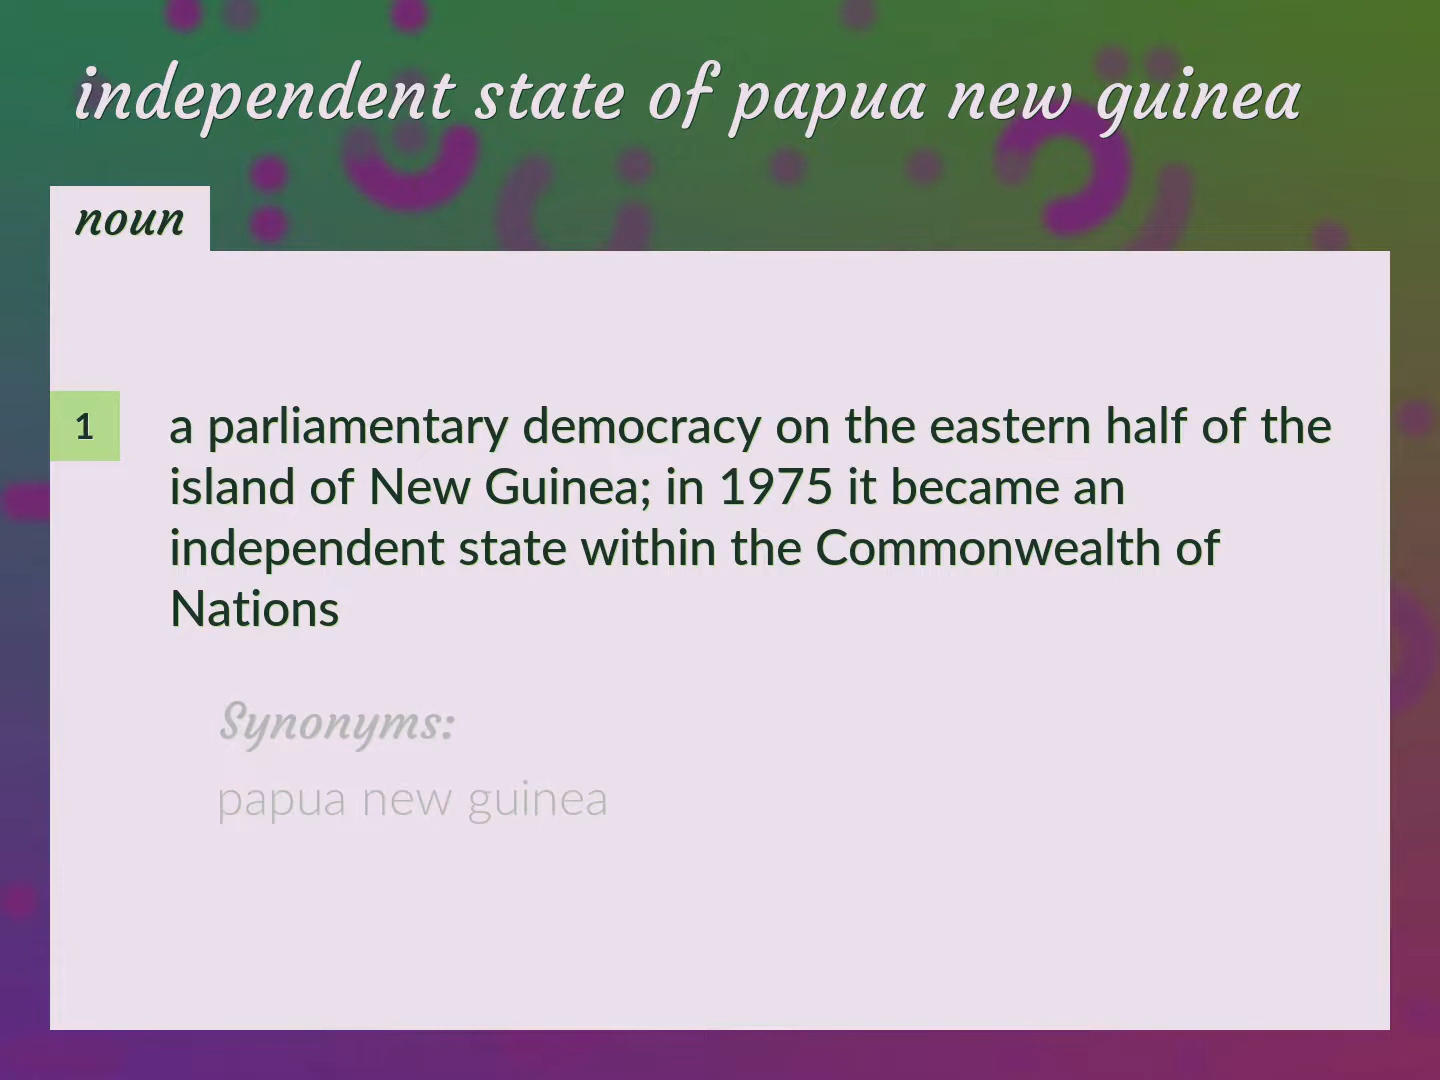 independent state of papua new guinea
noun
1
a parliamentary democracy on the eastern half of the
island of New Guinea; in 1975 it became an
independent state within the Commonwealth of
Nations
Synonyms:
papua new guinea